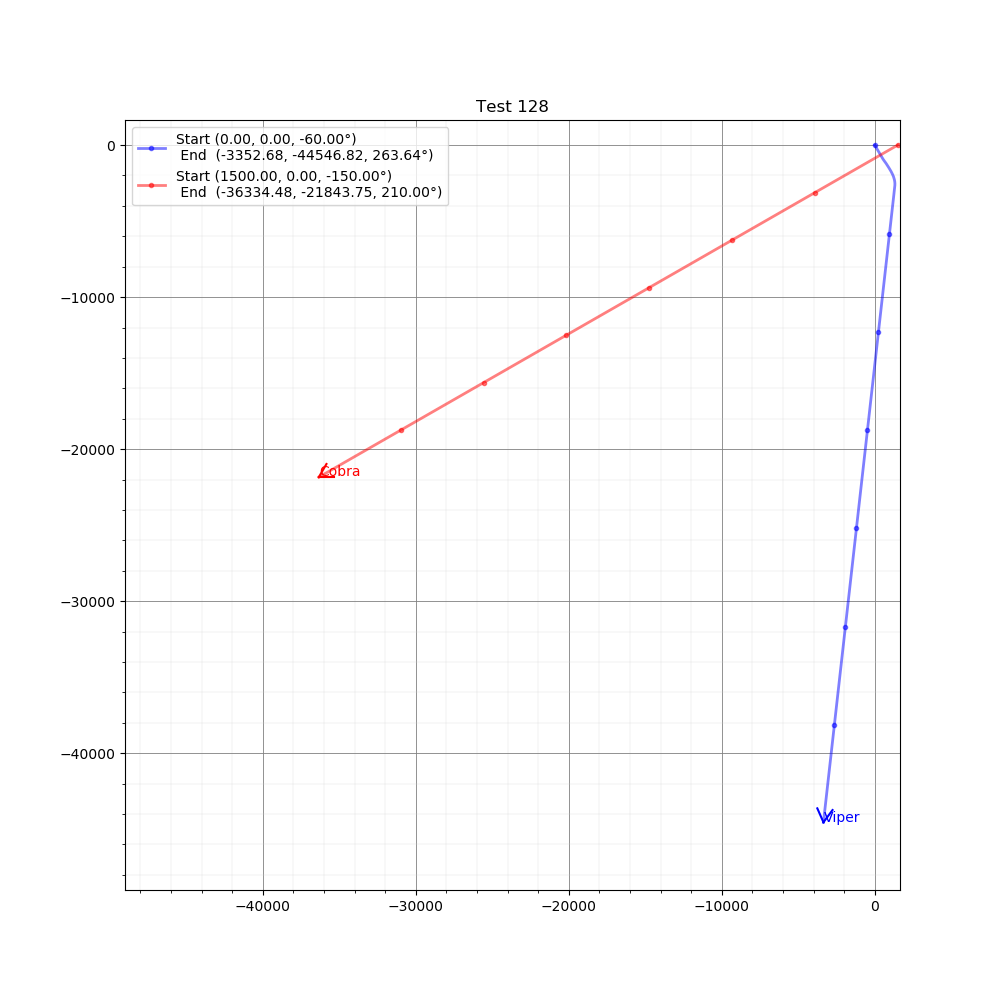 Test 128
Start (0.00, 0.00, -60.00°)
End (-3352.68, -44546.82, 263.64°)
Start (1500.00, 0.00, -150.00°)
End (-36334.48, -21843.75, 210.00°)
0
−10000
−20000
−30000
−40000
Cobra
Viper
−40000
−30000
−20000
−10000
0